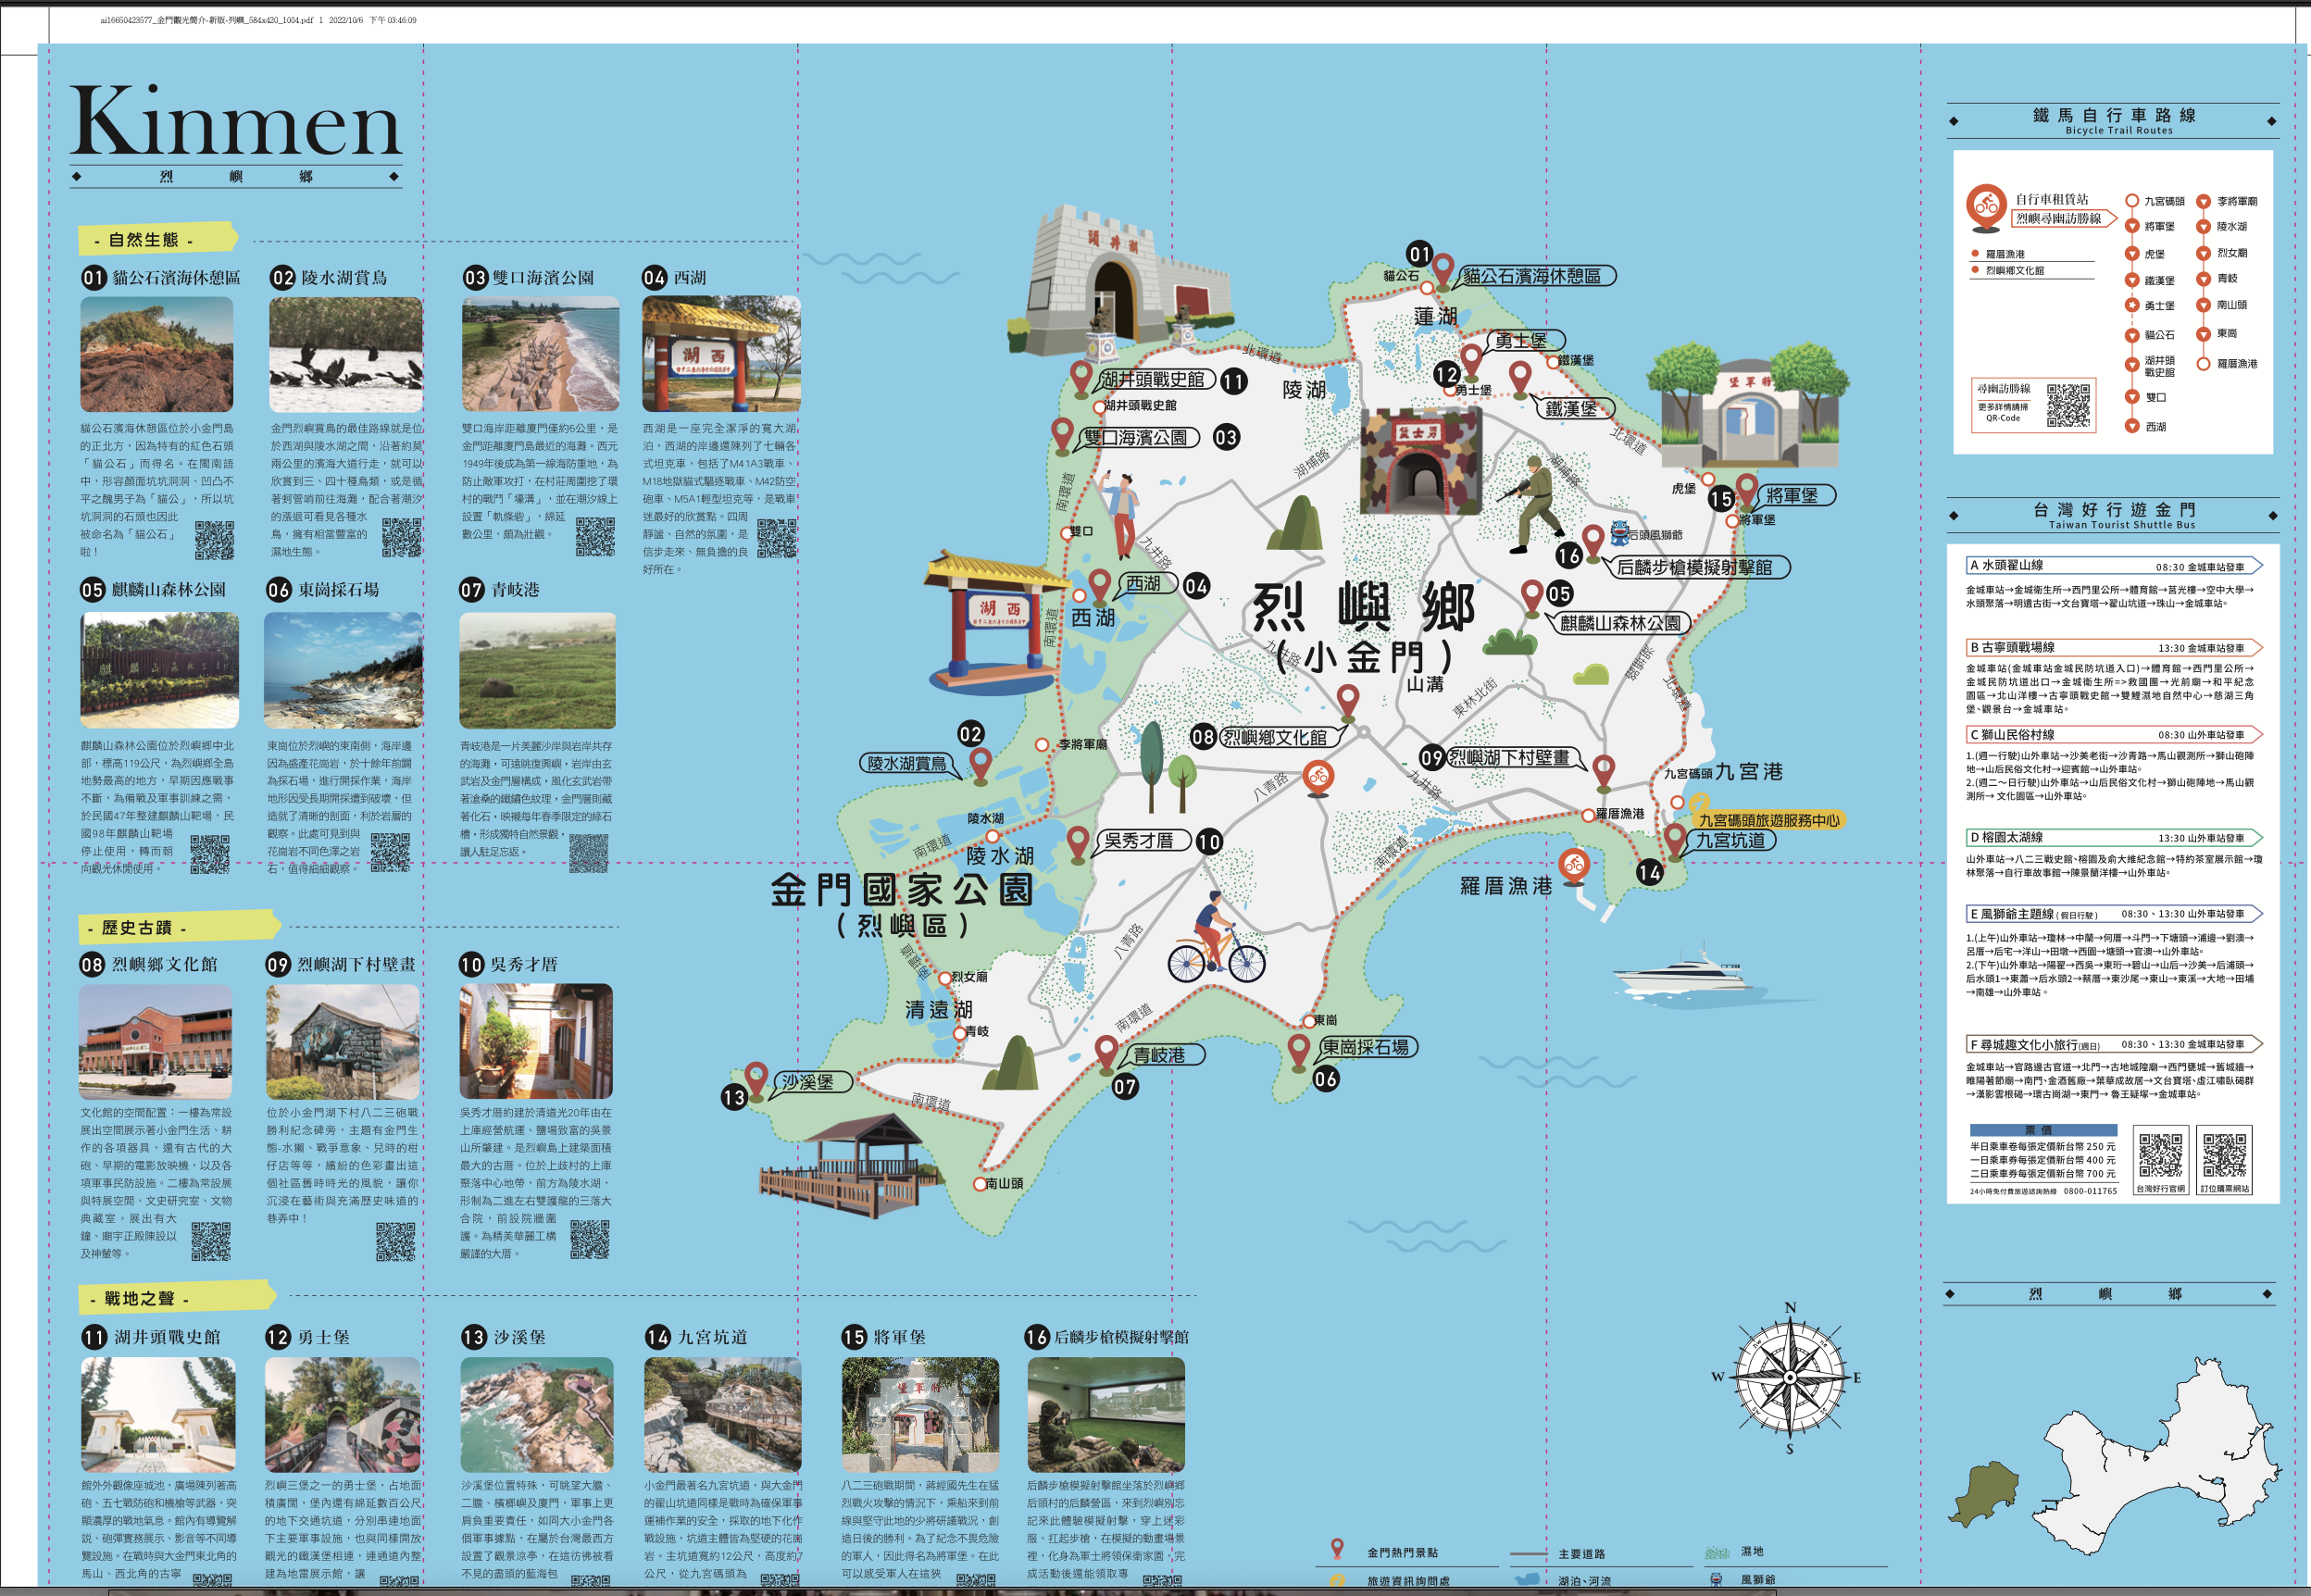 ai16650423577_金門觀光簡介-新版-列嶼_584x420_1004.pdf 1 2022/10/6 下午 03:46:09
Kinmen
烈嶼鄉
- 自然生態 -
01 貓公石濱海休憩區
貓公石濱海休憩區位於小金門島
的正北方，因為特有的紅色石頭
「貓公石」而得名。在閩南語
中，形容顏面坑坑洞洞、凹凸不
平之醜男子為「貓公」，所以坑
坑洞洞的石頭也因此
被命名為「貓公石」
啦！
02 陵水湖賞鳥
金門烈嶼賞鳥的最佳路線就是位
於西湖與陵水湖之間，沿著約莫
兩公里的濱海大道行走，就可以
欣賞到三、四十種鳥類，或是循
著蚵管哨前往海灘，配合著潮汐
的漲退可看見各種水
鳥，擁有相當豐富的
濕地生態。
03 雙口海濱公園
雙口海岸距離廈門僅約6公里，是
金門距離廈門島最近的海灘。西元
1949年後成為第一線海防重地，為
防止敵軍攻打，在村莊周圍挖了環
村的戰鬥「壕溝」，並在潮汐線上
設置「軌條砦」，綿延
數公里，頗為壯觀。
04 西湖
西湖是一座完全潔淨的寬大湖
泊，西湖的岸邊還陳列了七輛各
式坦克車，包括了M41A3戰車、
M18地獄貓式驅逐戰車、M42防空
砲車、M5A1輕型坦克等，是戰車
迷最好的欣賞點。四周
靜謐、自然的氛圍，是
信步走來、無負擔的良
好所在。
05 麒麟山森林公園
麒麟山森林公園位於烈嶼鄉中北
部，標高119公尺，為烈嶼鄉全島
地勢最高的地方，早期因應戰事
不斷，為備戰及軍事訓練之需，
於民國47年整建麒麟山靶場，民
國98年麒麟山靶場
停止使用，轉而朝
向觀光休閒使用。
06 東崗採石場
東崗位於烈嶼的東南側，海岸邊
因為盛產花崗岩，於十餘年前闢
為採石場，進行開採作業，海岸
地形因受長期開採遭到破壞，但
造就了清晰的剖面，利於岩層的
觀察。此處可見到與
花崗岩不同色澤之岩
石，值得細細觀察。
07 青岐港
青岐港是一片美麗沙岸與岩岸共存
的海灘，可遠眺復興嶼，岩岸由玄
武岩及金門層構成，風化玄武岩帶
著滄桑的鐵鏽色紋理，金門層則藏
著化石，映襯每年春季限定的綠石
槽，形成獨特自然景觀，
讓人駐足忘返。
- 歷史古蹟 -
08 烈嶼鄉文化館
文化館的空間配置：一樓為常設
展出空間展示著小金門生活、耕
作的各項器具，還有古代的大
砲、早期的電影放映機，以及各
項軍事民防設施。二樓為常設展
與特展空間、文史研究室、文物
典藏室。展出有大
鐘、廟宇正殿陳設以
及神輦等。
09 烈嶼湖下村壁畫
位於小金門湖下村八二三砲戰
勝利紀念碑旁，主題有金門生
態-水獺、戰爭意象、兒時的柑
仔店等等，繽紛的色彩畫出這
個社區舊時時光的風貌，讓你
沉浸在藝術與充滿歷史味道的
巷弄中！
10 吳秀才厝
吳秀才厝約建於清道光20年由在
上庫經營航運、鹽場致富的吳景
山所肇建。是烈嶼島上建築面積
最大的古厝。位於上歧村的上庫
聚落中心地帶，前方為陵水湖，
形制為二進左右雙護龍的三落大
合院，前設院牆圍
護。為精美華麗工構
嚴謹的大厝。
- 戰地之聲 -
11 湖井頭戰史館
館外外觀像座城池，廣場陳列著高
砲、五七戰防砲和機槍等武器，突
顯濃厚的戰地氣息。館內有導覽解
說、砲彈實務展示、影音等不同導
覽設施。在戰時與大金門東北角的
馬山、西北角的古寧
12 勇士堡
烈嶼三堡之一的勇士堡，占地面
積廣闊，堡內還有綿延數百公尺
的地下交通坑道，分別串連地面
下主要軍事設施，也與同樣開放
觀光的鐵漢堡相連，連通道內整
建為地雷展示館，讓
13 沙溪堡
沙溪堡位置特殊，可眺望大膽、
二膽、檳榔嶼及廈門，軍事上更
肩負重要責任，如同大小金門各
個軍事據點，在屬於台灣最西方
設置了觀景涼亭，在這彷彿被看
不見的盡頭的藍海包
14 九宮坑道
小金門最著名九宮坑道，與大金門
的翟山坑道同樣是戰時為確保軍事
運補作業的安全，採取的地下化作
戰設施，坑道主體皆為堅硬的花崗
岩。主坑道寬約12公尺，高度約7
公尺，從九宮碼頭為
15 將軍堡
八二三砲戰期間，蔣經國先生在猛
烈戰火攻擊的情況下，乘船來到前
線與堅守此地的少將研議戰況，創
造日後的勝利。為了紀念不畏危險
的軍人，因此得名為將軍堡。在此
可以感受軍人在這狹
16 后麟步槍模擬射擊館
后麟步槍模擬射擊館坐落於烈嶼鄉
后頭村的后麟營區，來到烈嶼別忘
記來此體驗模擬射擊，穿上迷彩
服、扛起步槍，在模擬的動畫場景
裡，化身為軍士將領保衛家園，完
成活動後還能領取專
頭井湖
01
貓公石
貓公石濱海休憩區
蓮湖
勇士堡
12
勇士堡
鐵漢堡
鐵漢堡
北環道
陵湖
湖井頭戰史館 11
湖井頭戰史館
雙口海濱公園 03
堡士勇
堡軍將
北環道
湖埔路
湖埔路
南環道
雙口
九井路
虎堡
15 將軍堡
將軍堡
后頭風獅爺
16
后麟步槍模擬射擊館
湖西
西湖 04
西湖
南環道
烈嶼鄉
(小金門)
05
麒麟山森林公園
九井路
山溝
東林北街
北環道
02
陵水湖賞鳥
李將軍廟
08 烈嶼鄉文化館
09 烈嶼湖下村壁畫
八青路
九井路
九宮碼頭
九宮港
九宮碼頭旅遊服務中心
九宮坑道
14
羅厝漁港
羅厝漁港
陵水湖
陵水湖
南環道
吳秀才厝 10
南環道
金門國家公園
(烈嶼區)
八青路
南環道
烈女廟
清遠湖
青岐
南環道
青岐港
07
東崗
東崗採石場
06
13 沙溪堡
南環道
南山頭
N
W E
S
金門熱門景點
主要道路
濕地
旅遊資訊詢問處
湖泊、河流
風獅爺
鐵馬自行車路線
Bicycle Trail Routes
自行車租賃站
烈嶼尋幽訪勝線
羅厝漁港
烈嶼鄉文化館
尋幽訪勝線
更多詳情請掃
QR-Code
九宮碼頭
將軍堡
虎堡
鐵漢堡
勇士堡
貓公石
湖井頭
戰史館
雙口
西湖
李將軍廟
陵水湖
烈女廟
青岐
南山頭
東崗
羅厝漁港
台灣好行遊金門
Taiwan Tourist Shuttle Bus
A 水頭翟山線 08:30 金城車站發車
金城車站→金城衛生所→西門里公所→體育館→莒光樓→空中大學→
水頭聚落→明遺古街→文台寶塔→翟山坑道→珠山→金城車站。
B 古寧頭戰場線 13:30 金城車站發車
金城車站(金城車站金城民防坑道入口)→體育館→西門里公所→
金城民防坑道出口→金城衛生所=>救國團→光前廟→和平紀念
園區→北山洋樓→古寧頭戰史館→雙鯉濕地自然中心→慈湖三角
堡、觀景台→金城車站。
C 獅山民俗村線 08:30 山外車站發車
1.(週一行駛)山外車站→沙美老街→沙青路→馬山觀測所→獅山砲陣
地→山后民俗文化村→迎賓館→山外車站。
2.(週二～日行駛)山外車站→山后民俗文化村→獅山砲陣地→馬山觀
測所→ 文化園區→山外車站。
D 榕園太湖線 13:30 山外車站發車
山外車站→八二三戰史館、榕園及俞大維紀念館→特約茶室展示館→瓊
林聚落→自行車故事館→陳景蘭洋樓→山外車站。
E 風獅爺主題線(假日行駛) 08:30、13:30 山外車站發車
1.(上午)山外車站→瓊林→中蘭→何厝→斗門→下塘頭→浦邊→劉澳→
呂厝→后宅→洋山→田墩→西園→塘頭→官澳→山外車站。
2.(下午)山外車站→陽翟→西吳→東珩→碧山→山后→沙美→后浦頭→
后水頭1→東蕭→后水頭2→蔡厝→東沙尾→東山→東溪→大地→田埔
→南雄→山外車站。
F 尋城趣文化小旅行(週日) 08:30、13:30 金城車站發車
金城車站→官路邊古官道→北門→古地城隍廟→西門甕城→舊城牆→
睢陽著節廟→南門、金酒舊廠→葉華成故居→文台寶塔、虛江嘯臥碣群
→漢影雲根碣→環古崗湖→東門→ 魯王疑塚→金城車站。
票價
半日乘車卷每張定價新台幣 250 元
一日乘車券每張定價新台幣 400 元
二日乘車券每張定價新台幣 700 元
24小時免付費旅遊諮詢熱線 0800-011765
台灣好行官網
訂位購票網站
烈嶼鄉